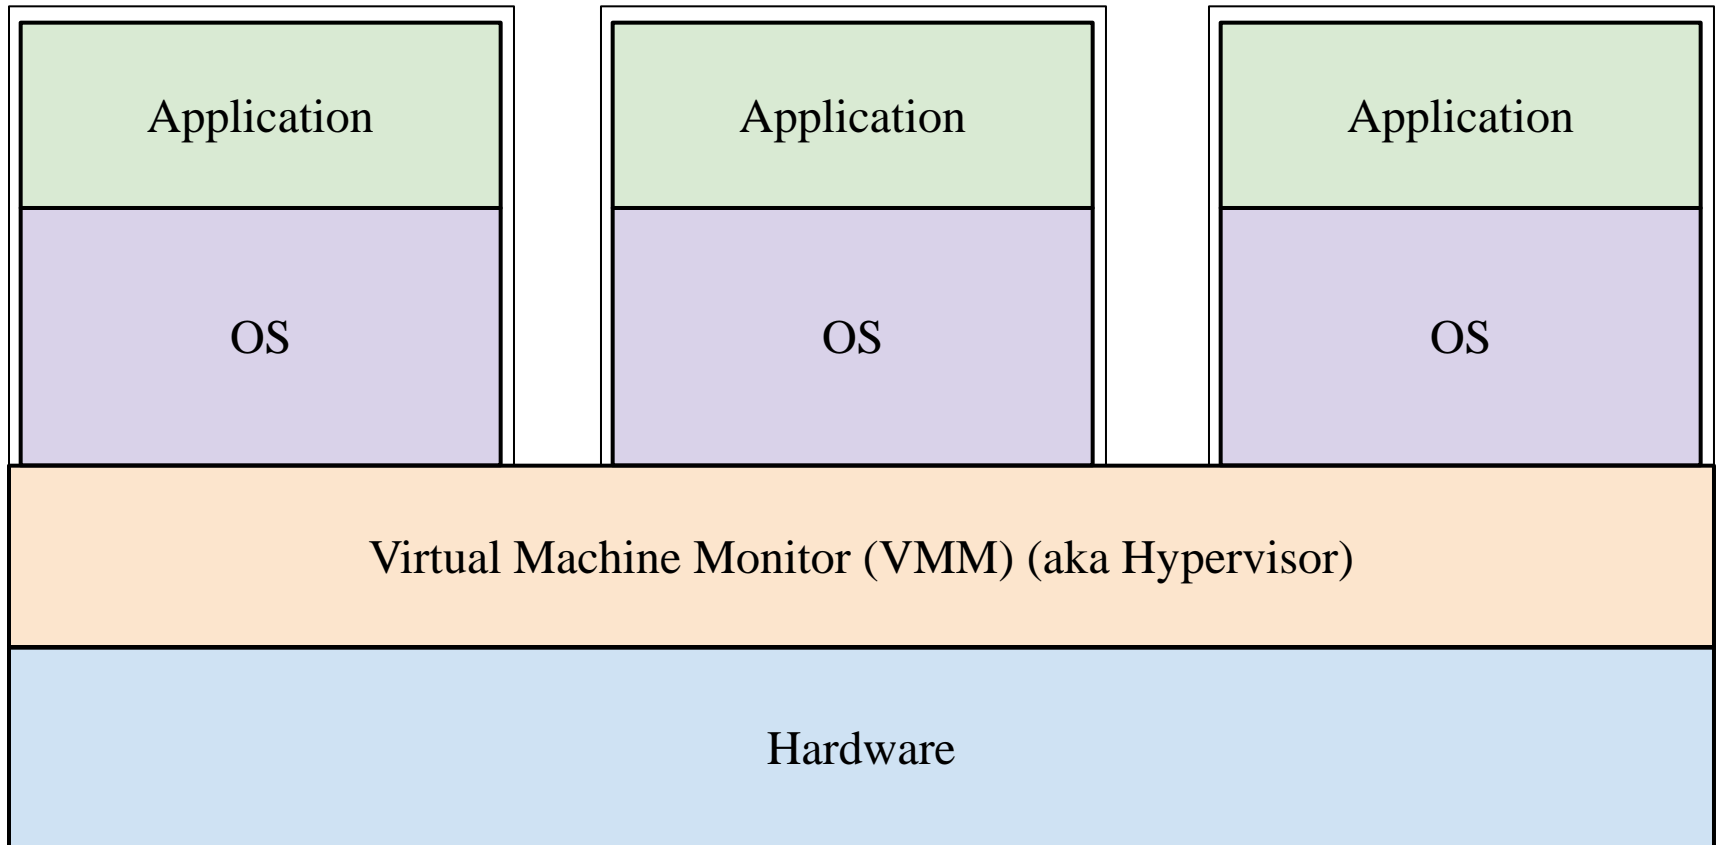 Application
Application
Application
OS
OS
OS
Virtual Machine Monitor (VMM) (aka Hypervisor)
Hardware